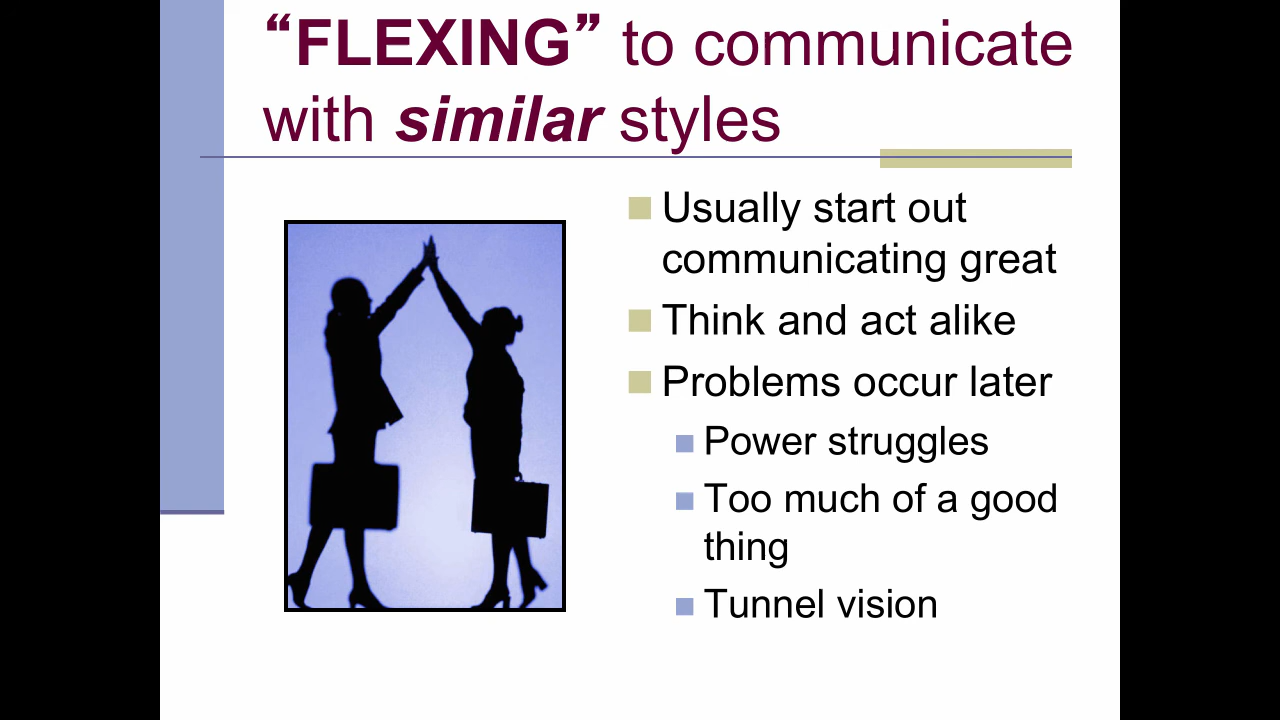 “FLEXING” to communicate
with similar styles
Usually start out
communicating great
Think and act alike
Problems occur later
Power struggles
Too much of a good
thing
Tunnel vision